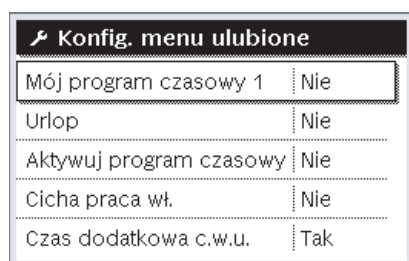 Konfig. menu ulubione
Mój program czasowy 1 Nie
Urlop Nie
Aktywuj program czasowy Nie
Cicha praca wł. Nie
Czas dodatkowa c.w.u. Tak